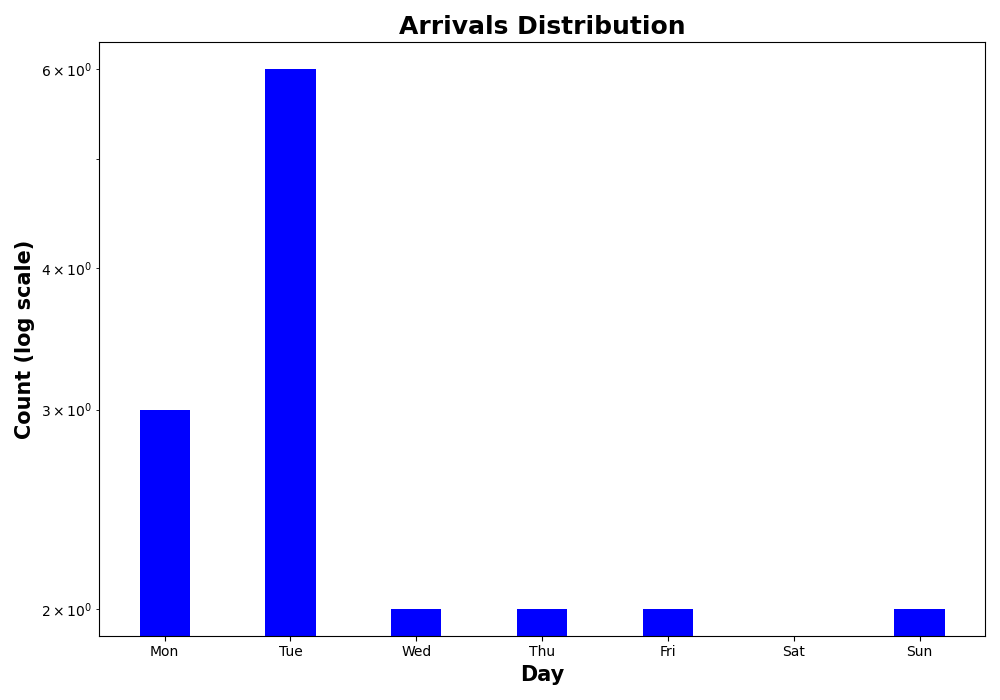 Arrivals Distribution
Count (log scale)
6 × 10⁰
4 × 10⁰
3 × 10⁰
2 × 10⁰
Mon Tue Wed Thu Fri Sat Sun
Day